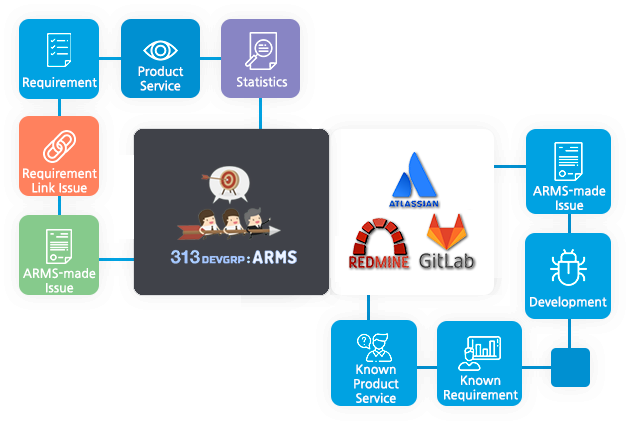 Requirement
Product
Service
Statistics
Requirement
Link Issue
ARMS-made
Issue
313 DEVGRP : ARMS
ATLASSIAN
REDMINE
GitLab
ARMS-made
Issue
Development
Known
Product
Service
Known
Requirement